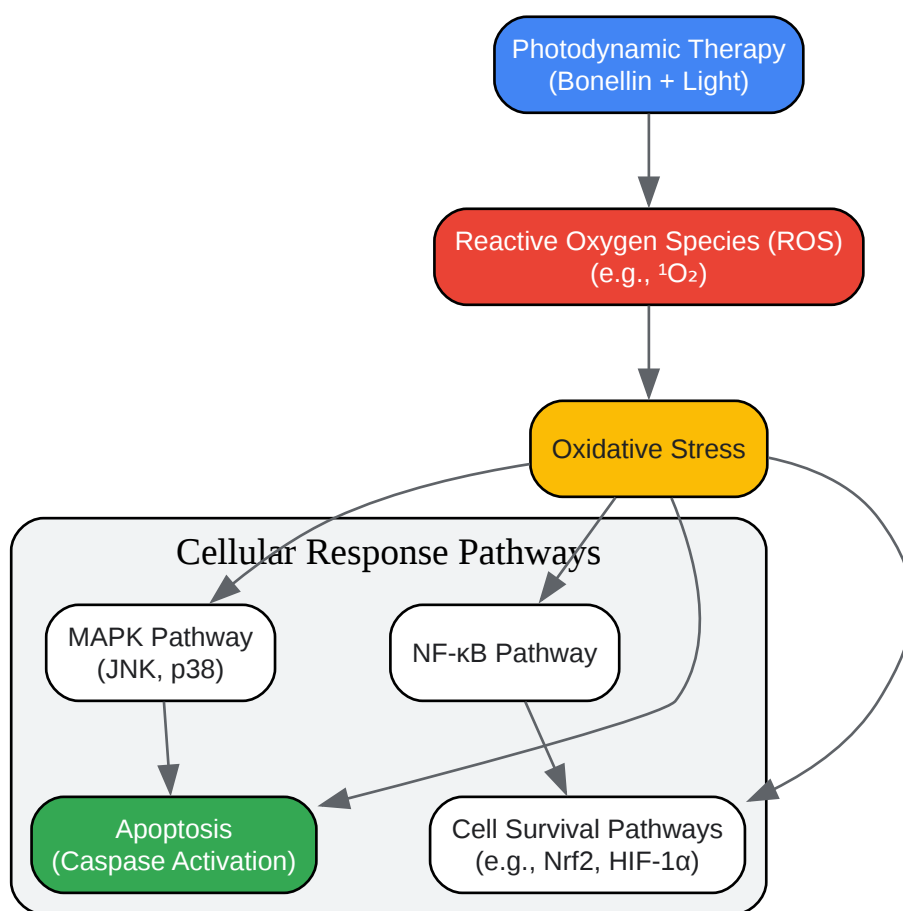 Photodynamic Therapy
(Bonellin + Light)
Reactive Oxygen Species (ROS)
(e.g., ¹O₂)
Oxidative Stress
Cellular Response Pathways
MAPK Pathway
(JNK, p38)
NF-κB Pathway
Apoptosis
(Caspase Activation)
Cell Survival Pathways
(e.g., Nrf2, HIF-1α)